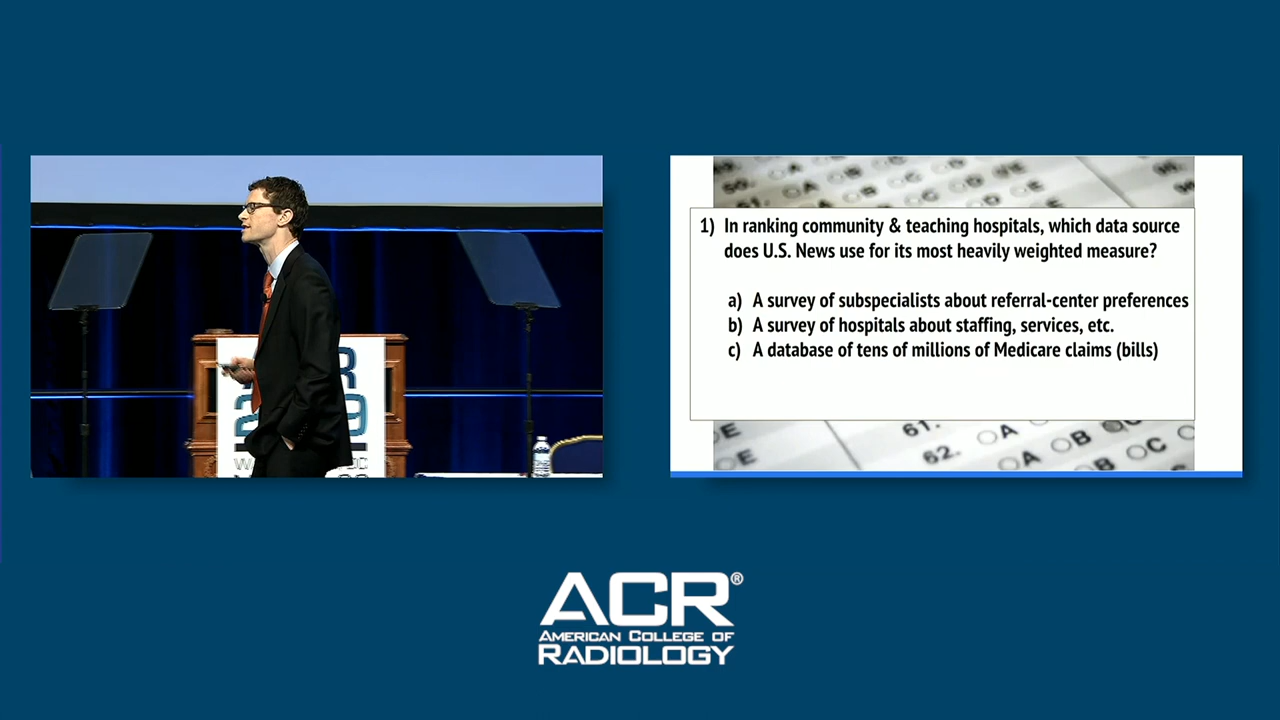 1) In ranking community & teaching hospitals, which data source
does U.S. News use for its most heavily weighted measure?
a) A survey of subspecialists about referral-center preferences
b) A survey of hospitals about staffing, services, etc.
c) A database of tens of millions of Medicare claims (bills)
E
61.
A
B
C
E
62.
A
B
C
ACR®
AMERICAN COLLEGE OF
RADIOLOGY